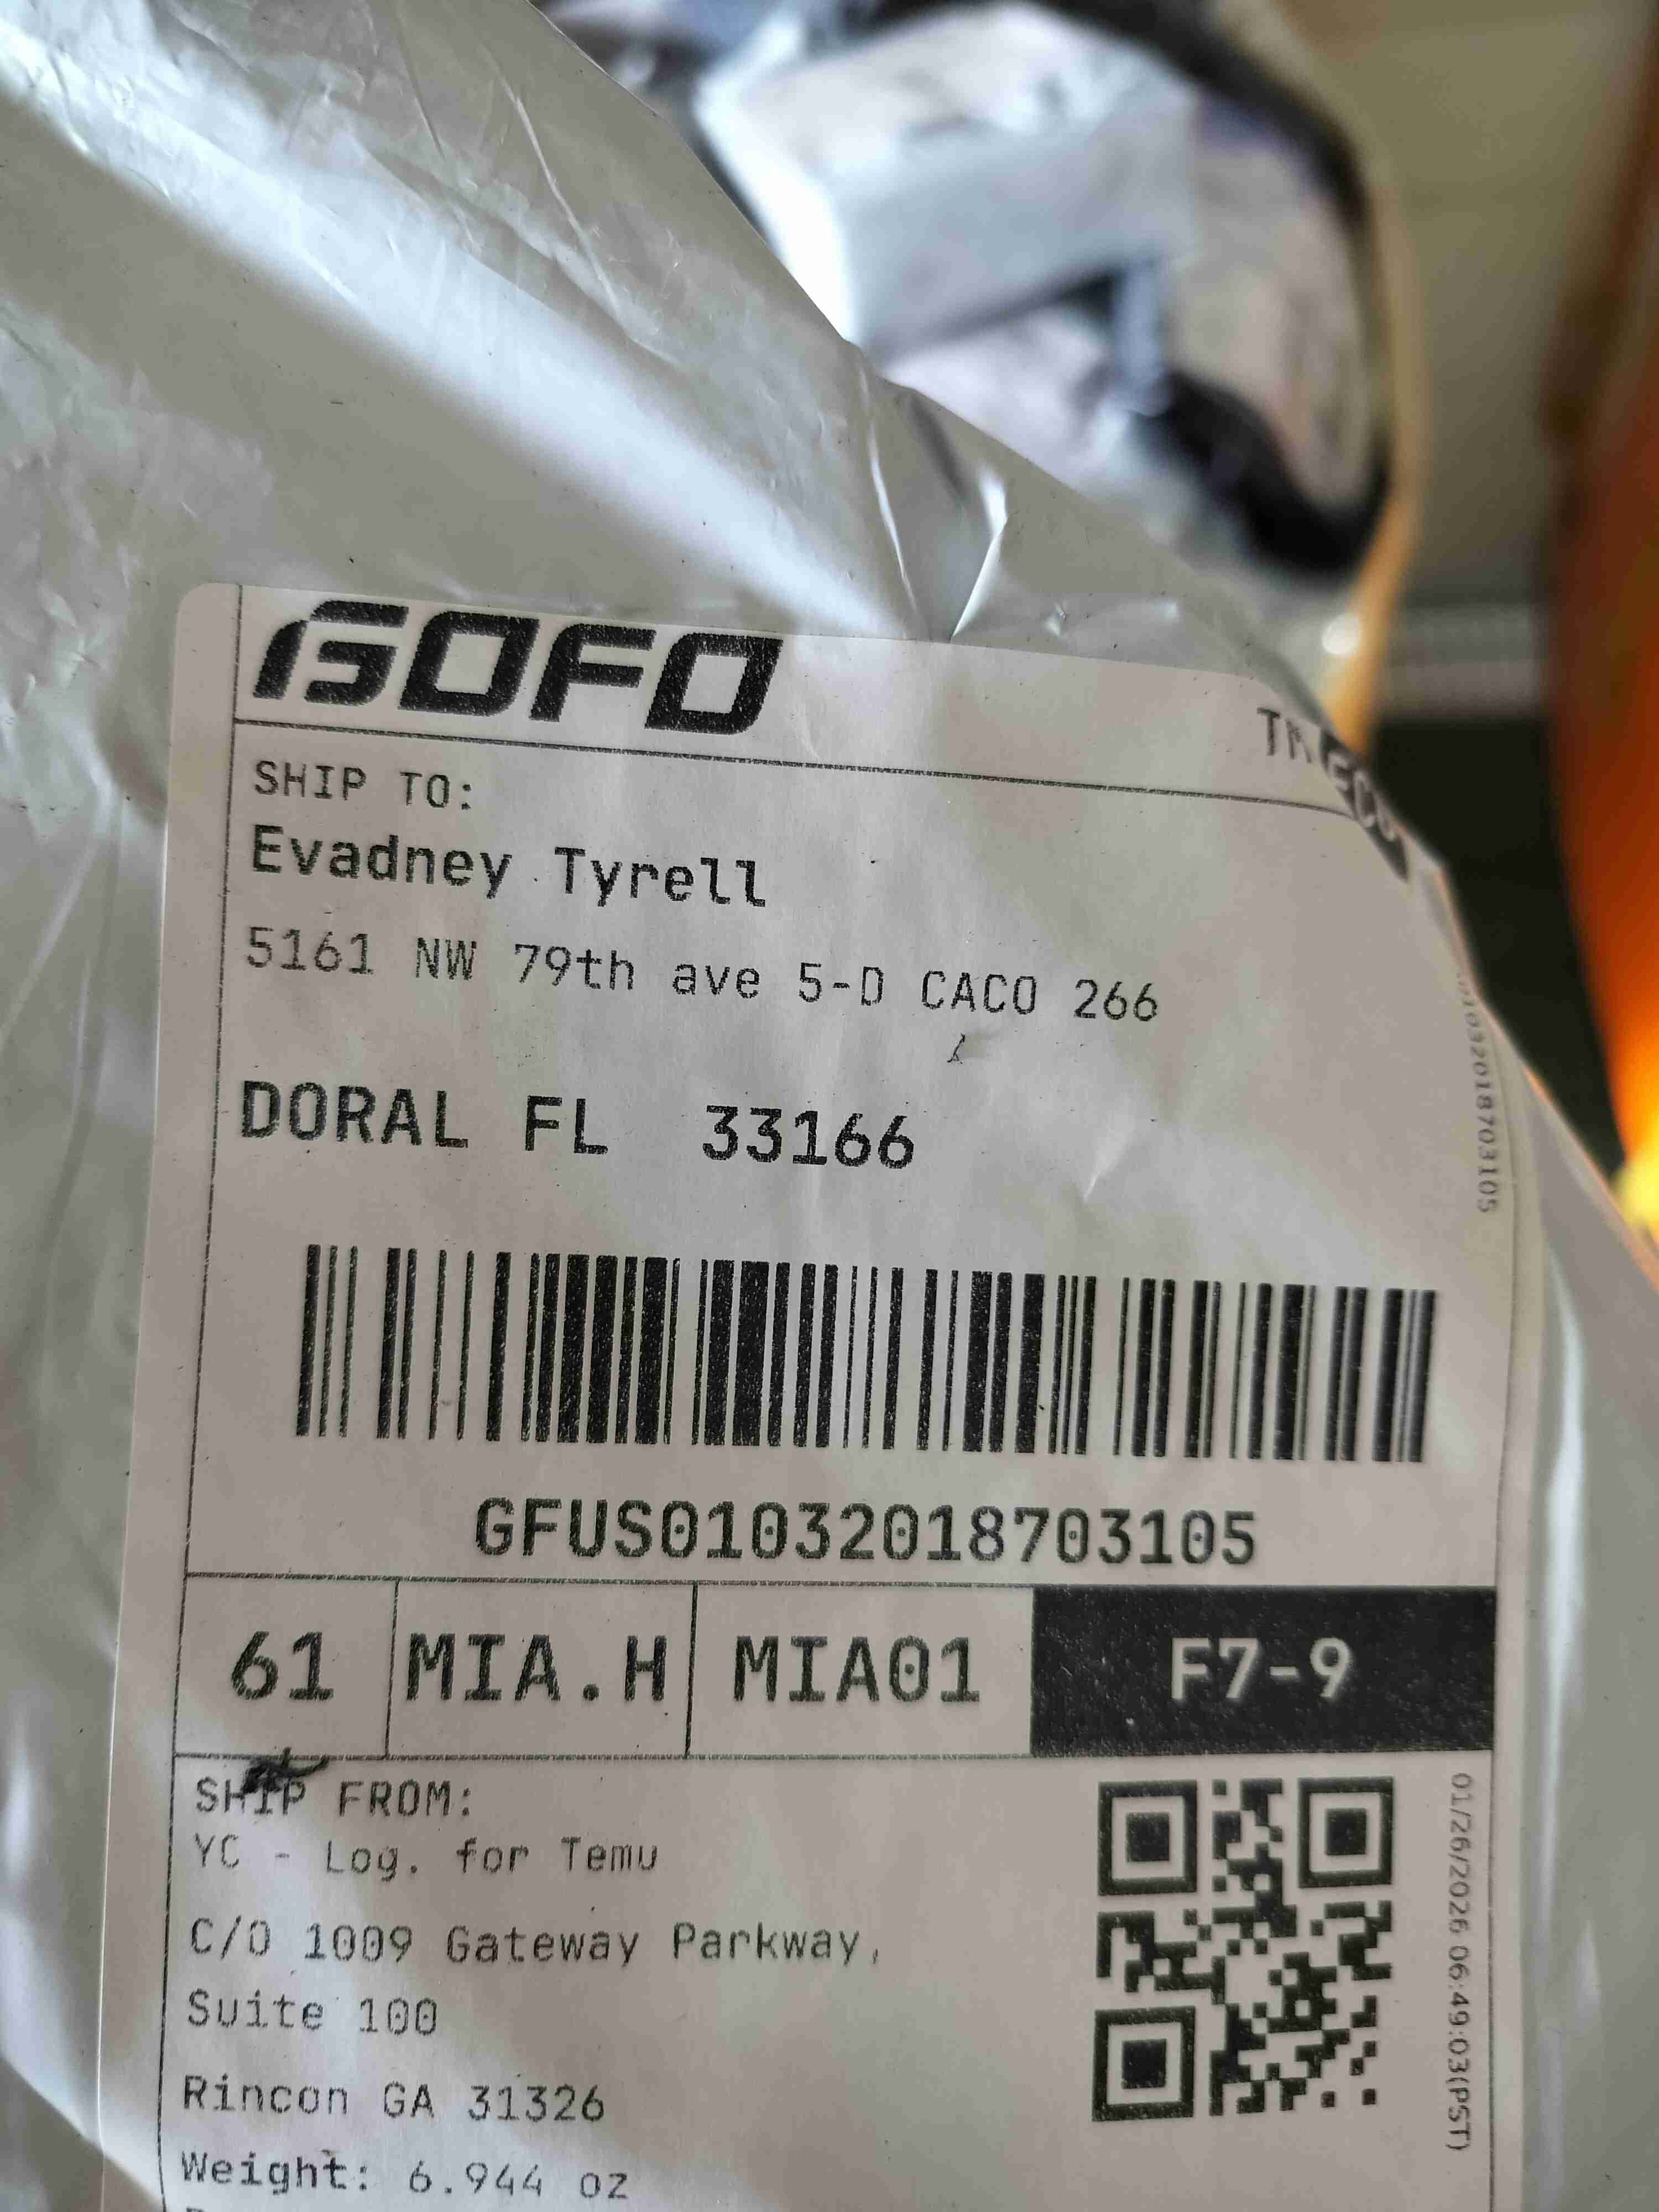 GOFO
SHIP TO:
Evadney Tyrell
5161 NW 79th ave 5-D CACO 266
DORAL FL 33166
GFUS01032018703105
61 MIA.H MIA01 F7-9
SHIP FROM:
YC - Log. for Temu
C/O 1009 Gateway Parkway,
Suite 100
Rincon GA 31326
Weight: 6.944 oz
01/26/2026 06:49:03(PST)